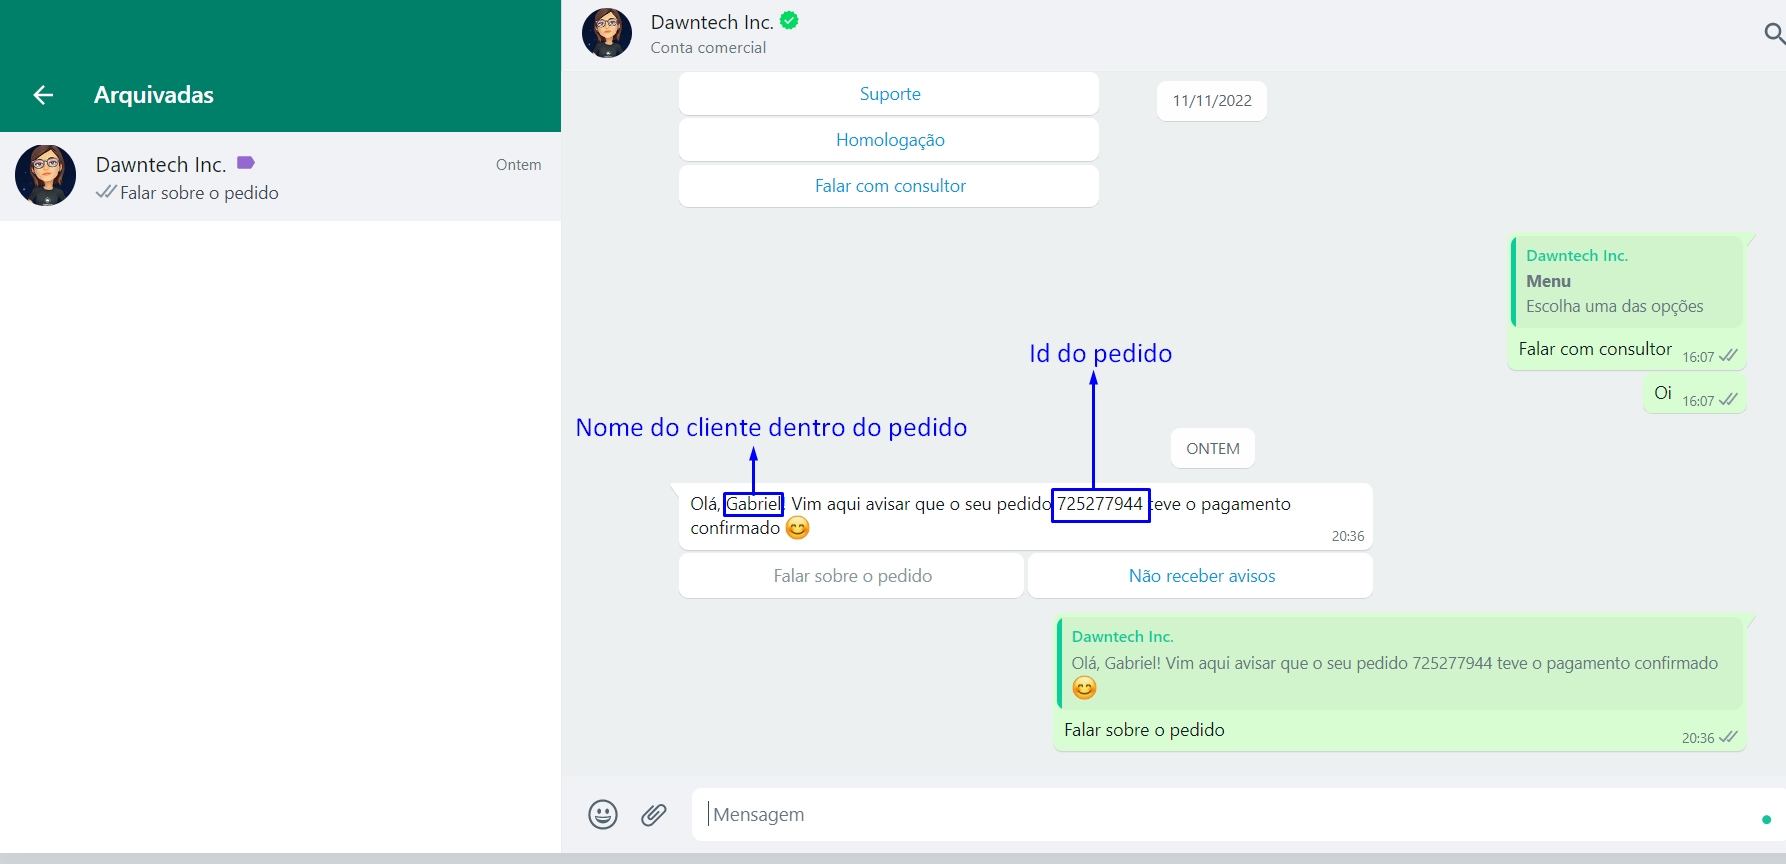 Arquivadas
Dawntech Inc.
Ontem
Falar sobre o pedido
Dawntech Inc.
Conta comercial
Suporte
11/11/2022
Homologação
Falar com consultor
Dawntech Inc.
Menu
Escolha uma das opções
Falar com consultor 16:07
Oi 16:07
Id do pedido
Nome do cliente dentro do pedido
ONTEM
Olá, Gabriel! Vim aqui avisar que o seu pedido 725277944 teve o pagamento
confirmado 😊
20:36
Falar sobre o pedido
Não receber avisos
Dawntech Inc.
Olá, Gabriel! Vim aqui avisar que o seu pedido 725277944 teve o pagamento confirmado
😊
Falar sobre o pedido
20:36
Mensagem